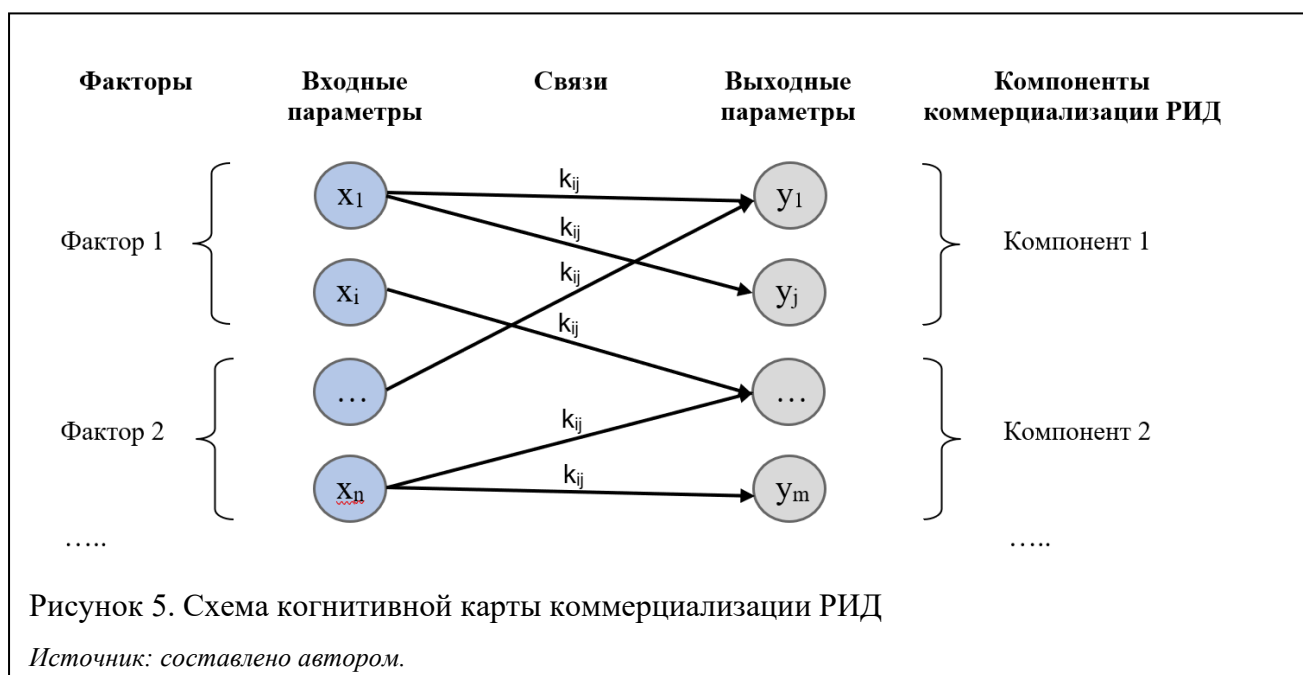 Факторы
Входные
параметры
Связи
Выходные
параметры
Компоненты
коммерциализации РИД
x1
kij
y1
Фактор 1
kij
Компонент 1
kij
xi
yj
kij
…
…
Фактор 2
kij
Компонент 2
xn
kij
ym
…..
…..
Рисунок 5. Схема когнитивной карты коммерциализации РИД
Источник: составлено автором.